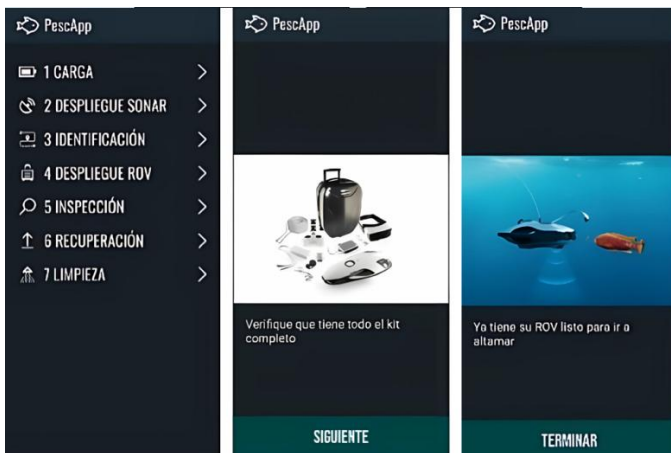 PescApp
1 CARGA
2 DESPLIEGUE SONAR
3 IDENTIFICACIÓN
4 DESPLIEGUE ROV
5 INSPECCIÓN
6 RECUPERACIÓN
7 LIMPIEZA
PescApp
Verifique que tiene todo el kit
completo
SIGUIENTE
PescApp
Ya tiene su ROV listo para ir a
altamar
TERMINAR